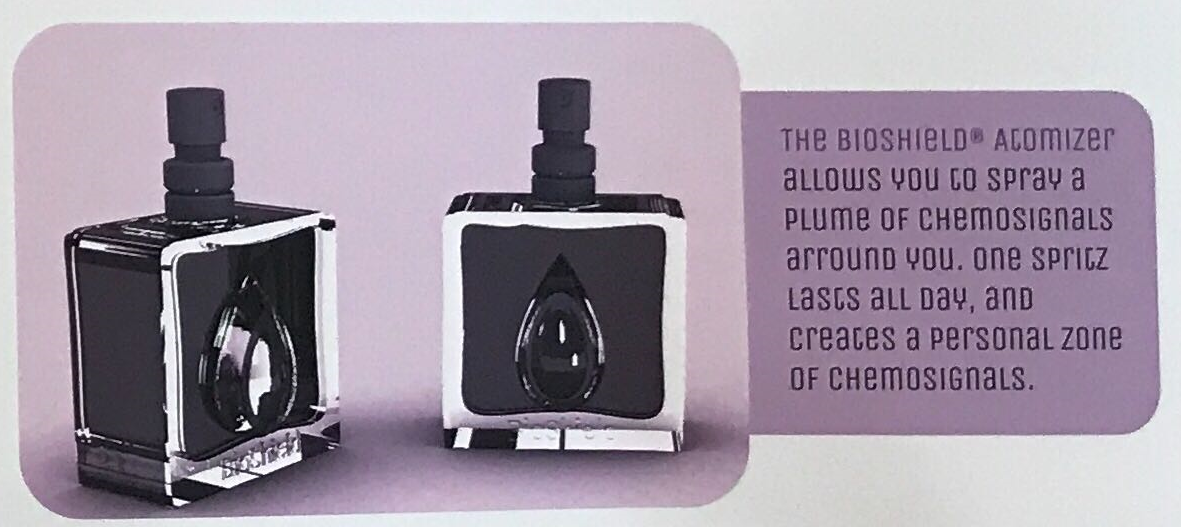 BioShield
THE BIOSHIELD® ATOMIZER
ALLOWS YOU TO SPRAY A
PLUME OF CHEMOSIGNALS
ARROUND YOU. ONE SPRITZ
LASTS ALL DAY, AND
CREATES A PERSONAL ZONE
OF CHEMOSIGNALS.